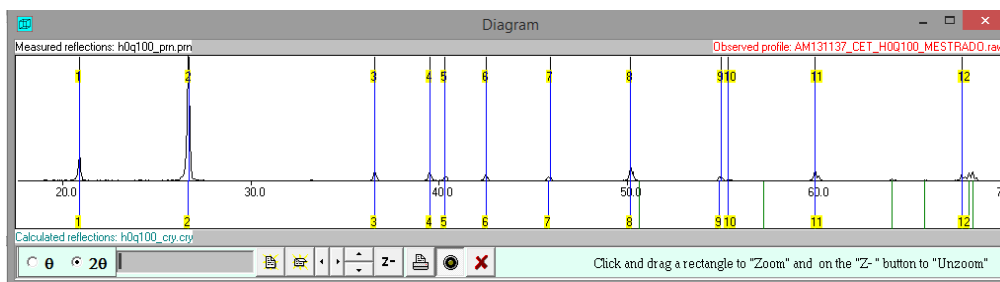 Diagram
Measured reflections: h0q100_prn.prn Observed profile: AM131137_CET_H0Q100_MESTRADO.raw
1 2 3 4 5 6 7 8 9 10 11 12
20.0 30.0 40.0 50.0 60.0 7
1 2 3 4 5 6 7 8 9 10 11 12
Calculated reflections: h0q100_cry.cry
θ 2θ Z- Click and drag a rectangle to "Zoom" and on the "Z-" button to "Unzoom"